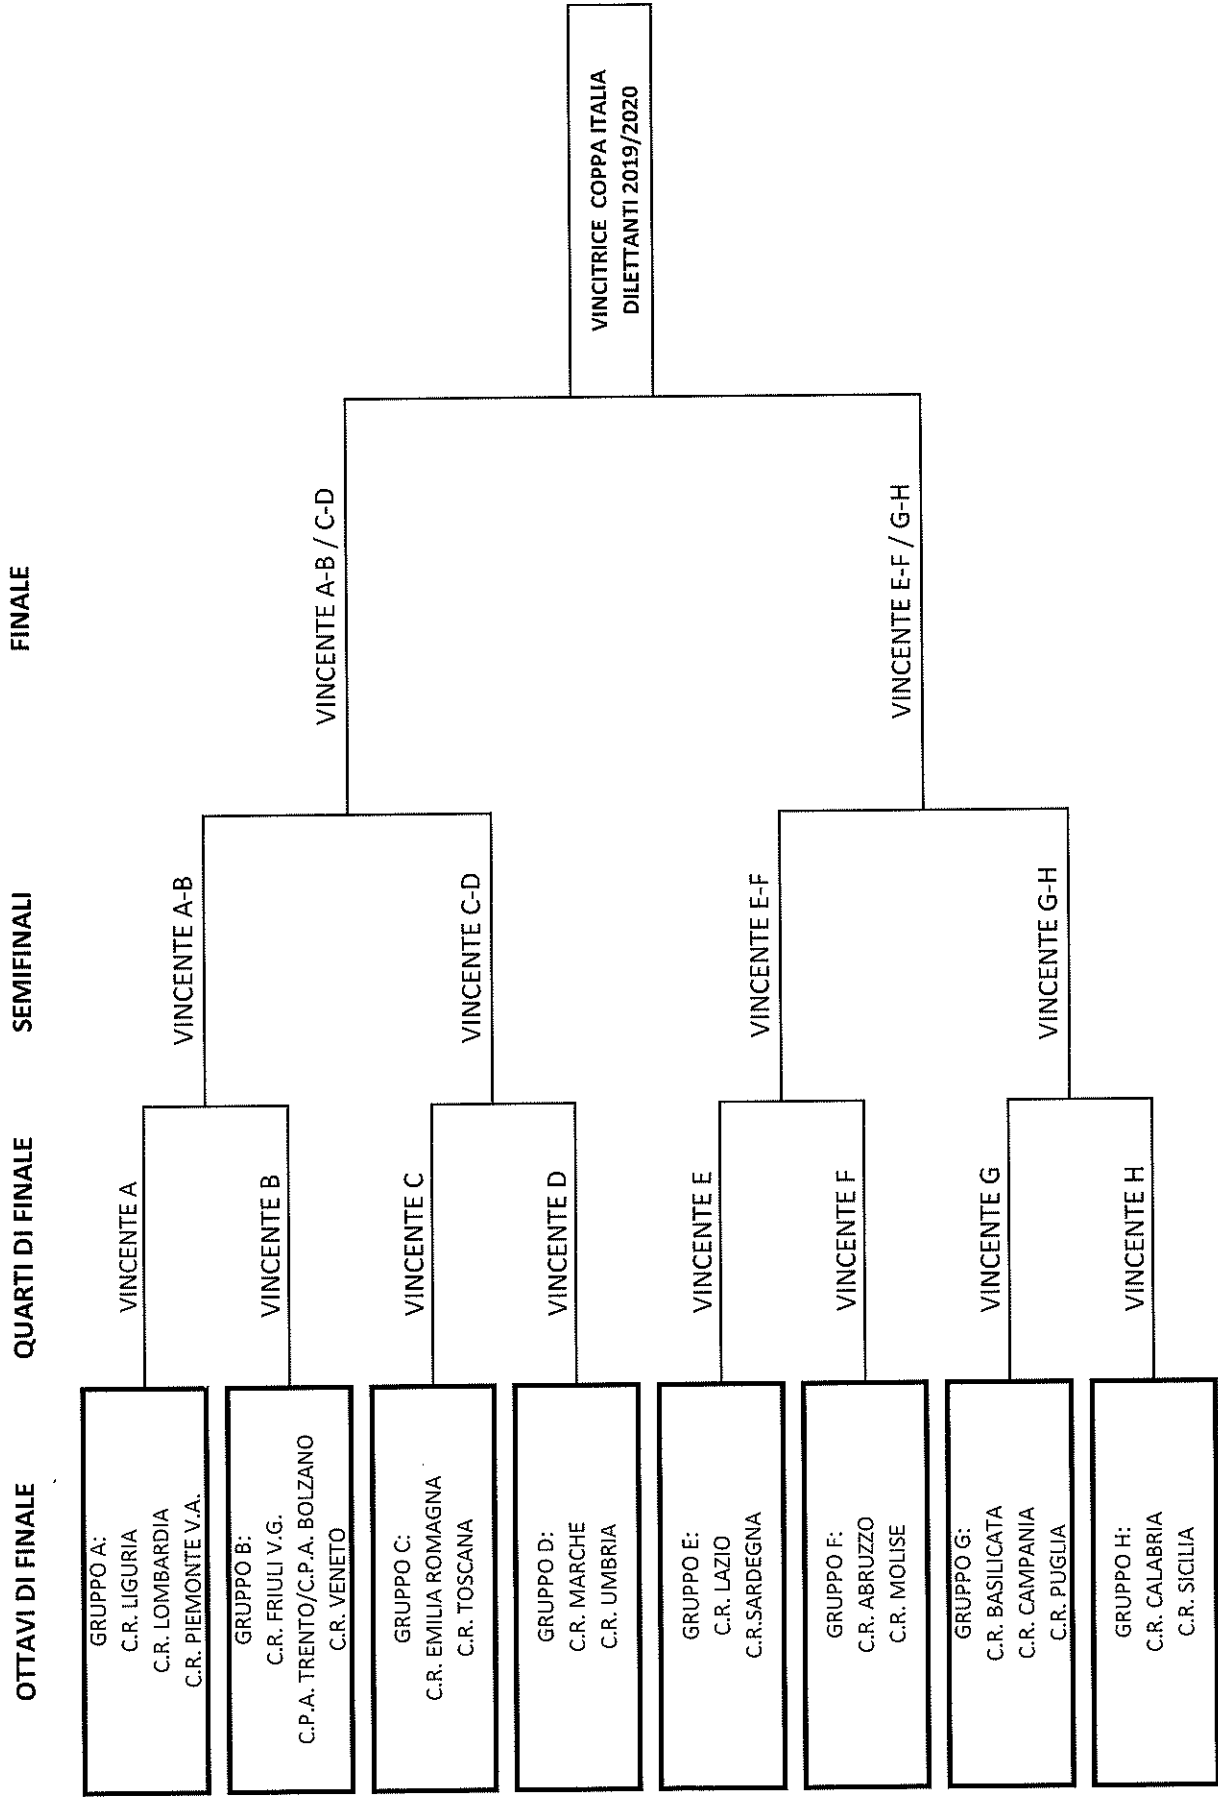 OTTAVI DI FINALE
QUARTI DI FINALE
SEMIFINALI
FINALE
GRUPPO A:
C.R. LIGURIA
C.R. LOMBARDIA
C.R. PIEMONTE V.A.
GRUPPO B:
C.R. FRIULI V.G.
C.P.A. TRENTO/C.P.A. BOLZANO
C.R. VENETO
GRUPPO C:
C.R. EMILIA ROMAGNA
C.R. TOSCANA
GRUPPO D:
C.R. MARCHE
C.R. UMBRIA
GRUPPO E:
C.R. LAZIO
C.R.SARDEGNA
GRUPPO F:
C.R. ABRUZZO
C.R. MOLISE
GRUPPO G:
C.R. BASILICATA
C.R. CAMPANIA
C.R. PUGLIA
GRUPPO H:
C.R. CALABRIA
C.R. SICILIA
VINCENTE A
VINCENTE B
VINCENTE C
VINCENTE D
VINCENTE E
VINCENTE F
VINCENTE G
VINCENTE H
VINCENTE A-B
VINCENTE C-D
VINCENTE E-F
VINCENTE G-H
VINCENTE A-B / C-D
VINCENTE E-F / G-H
VINCITRICE COPPA ITALIA
DILETTANTI 2019/2020